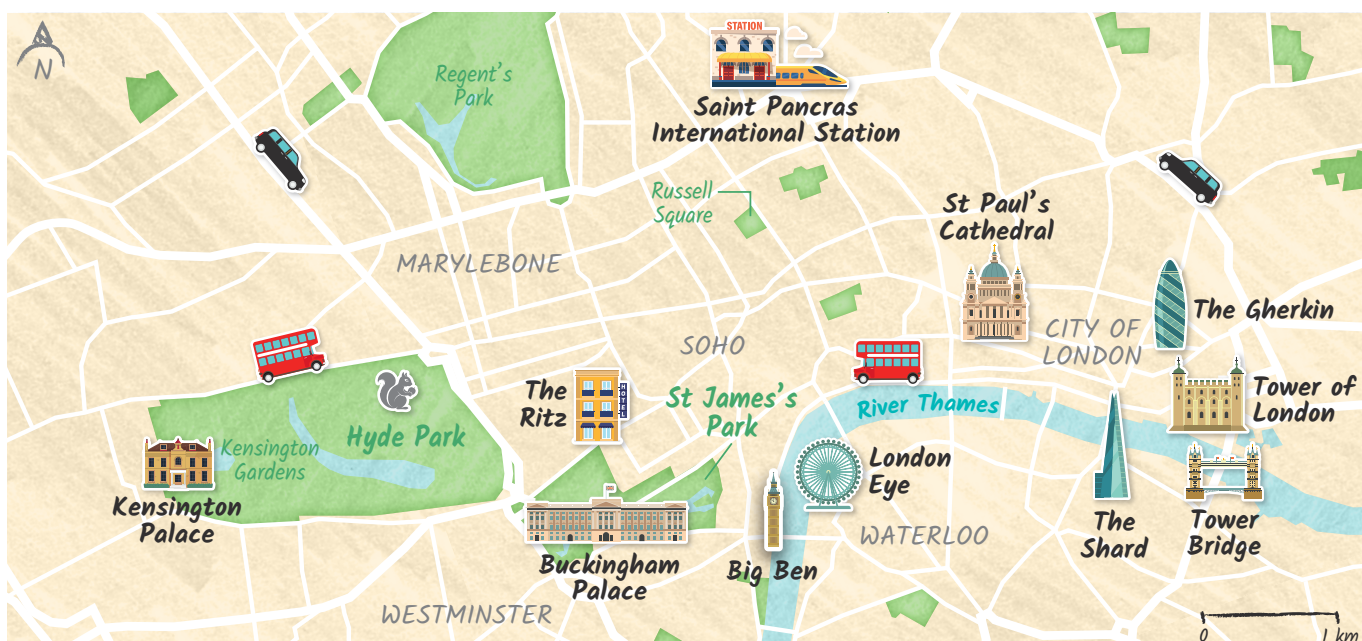 N
Regent's
Park
STATION
Saint Pancras
International Station
Russell
Square
St Paul's
Cathedral
MARYLEBONE
The Gherkin
CITY OF
LONDON
SOHO
The
Ritz
HOTEL
St James's
Park
River Thames
Tower of
London
Hyde Park
Kensington
Gardens
London
Eye
Kensington
Palace
The
Shard
Tower
Bridge
WATERLOO
Buckingham
Palace
Big Ben
WESTMINSTER
0 1 km